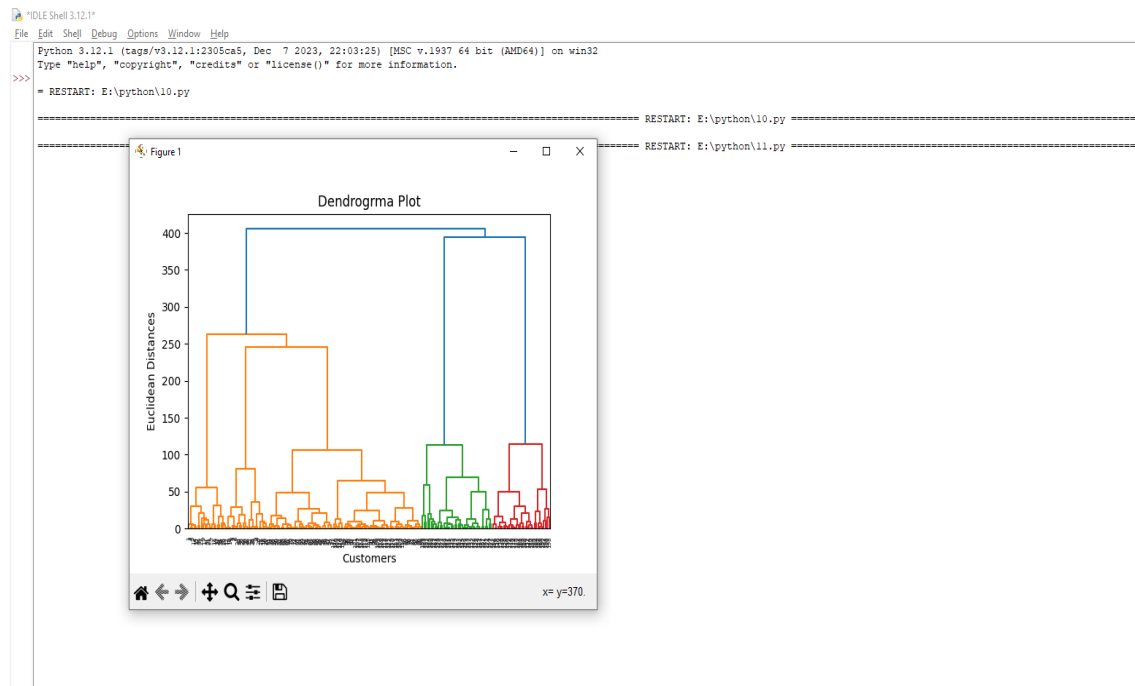 *IDLE Shell 3.12.1*
File Edit Shell Debug Options Window Help
Python 3.12.1 (tags/v3.12.1:2305ca5, Dec  7 2023, 22:03:25) [MSC v.1937 64 bit (AMD64)] on win32
Type "help", "copyright", "credits" or "license()" for more information.
>>>
= RESTART: E:\python\10.py
RESTART: E:\python\10.py
RESTART: E:\python\11.py
Figure 1
Dendrogrma Plot
400
350
300
250
200
150
100
50
0
Euclidean Distances
Customers
x= y=370.